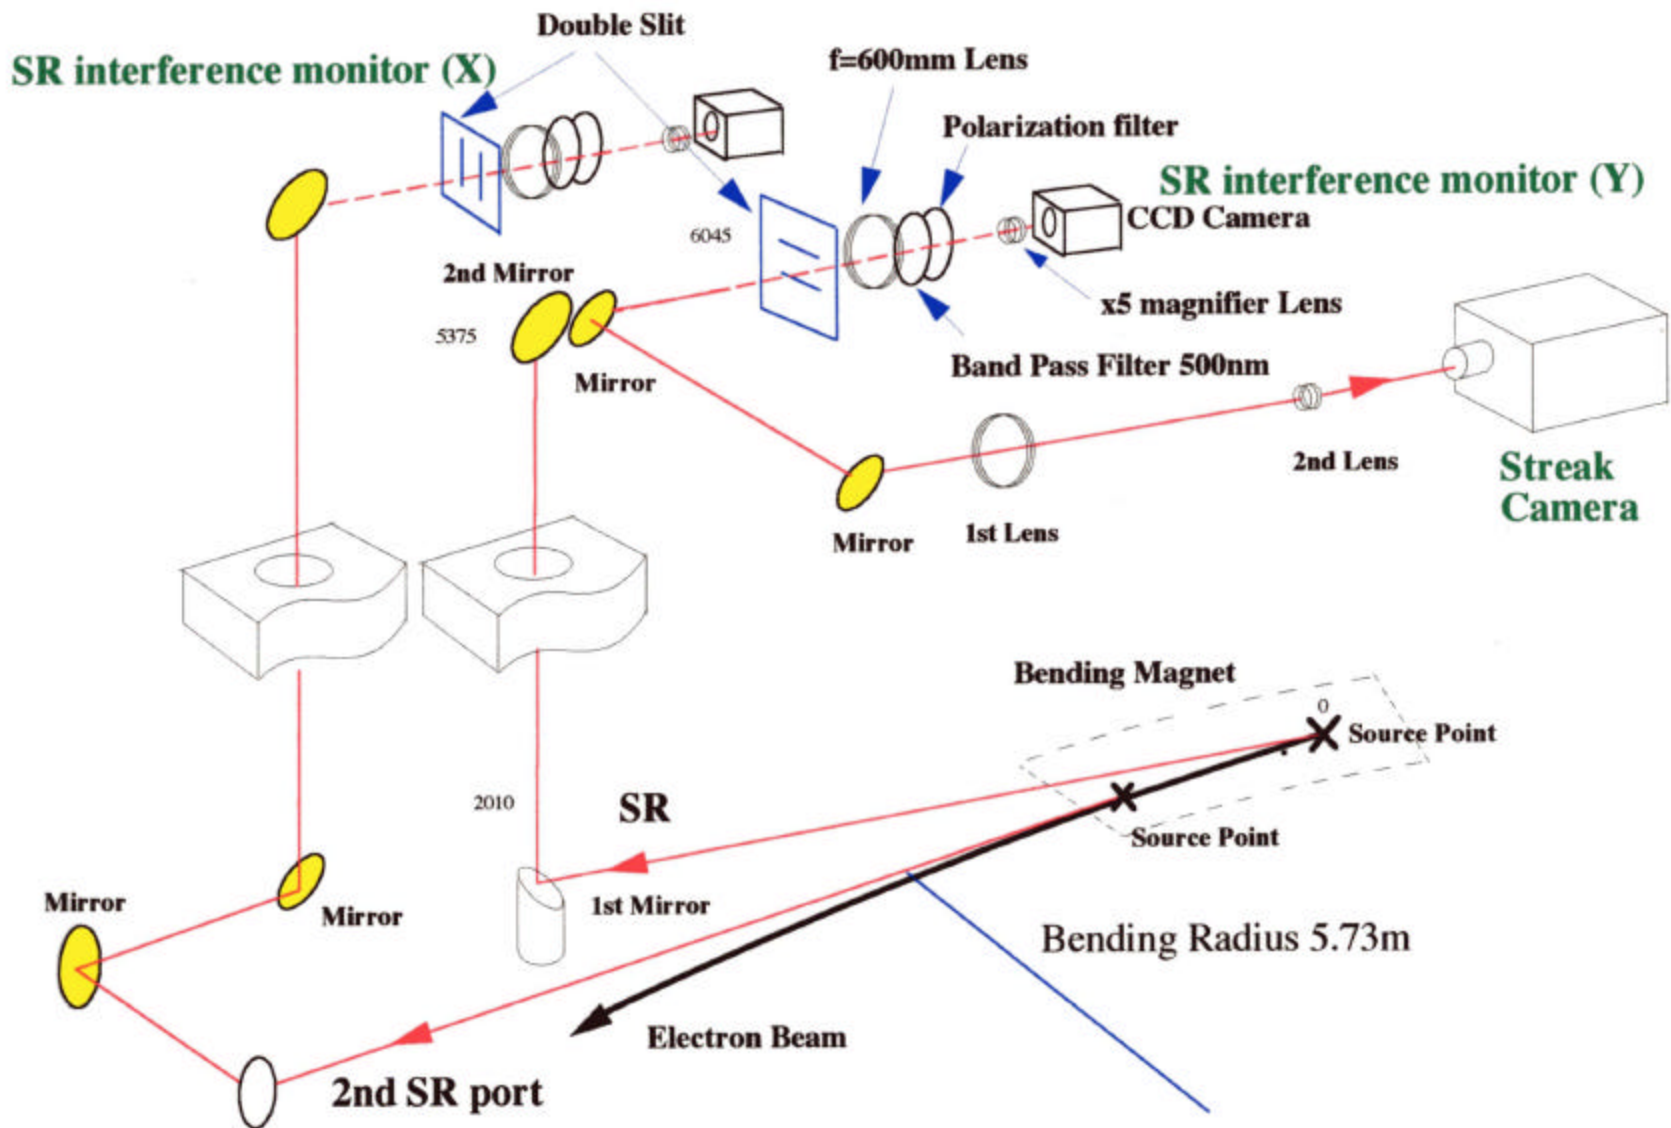 Double Slit
SR interference monitor (X)
f=600mm Lens
Polarization filter
SR interference monitor (Y)
CCD Camera
6045
2nd Mirror
x5 magnifier Lens
5375
Band Pass Filter 500nm
Mirror
2nd Lens
Streak
Camera
1st Lens
Mirror
Bending Magnet
0
Source Point
2010
SR
Source Point
1st Mirror
Mirror
Mirror
Bending Radius 5.73m
Electron Beam
2nd SR port